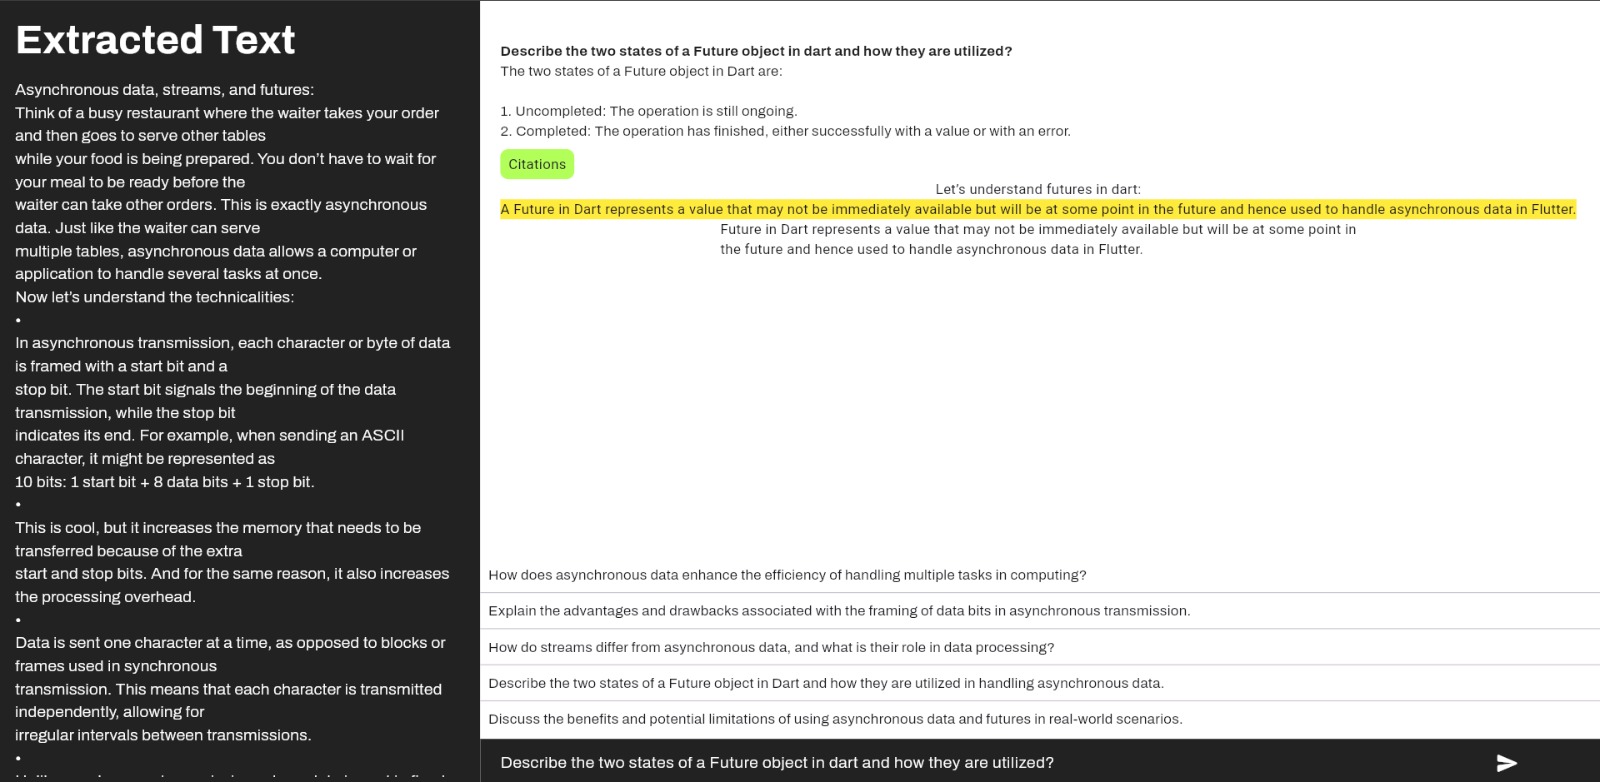 Extracted Text
Asynchronous data, streams, and futures:
Think of a busy restaurant where the waiter takes your order
and then goes to serve other tables
while your food is being prepared. You don’t have to wait for
your meal to be ready before the
waiter can take other orders. This is exactly asynchronous
data. Just like the waiter can serve
multiple tables, asynchronous data allows a computer or
application to handle several tasks at once.
Now let’s understand the technicalities:
•
In asynchronous transmission, each character or byte of data
is framed with a start bit and a
stop bit. The start bit signals the beginning of the data
transmission, while the stop bit
indicates its end. For example, when sending an ASCII
character, it might be represented as
10 bits: 1 start bit + 8 data bits + 1 stop bit.
•
This is cool, but it increases the memory that needs to be
transferred because of the extra
start and stop bits. And for the same reason, it also increases
the processing overhead.
•
Data is sent one character at a time, as opposed to blocks or
frames used in synchronous
transmission. This means that each character is transmitted
independently, allowing for
irregular intervals between transmissions.
•
Describe the two states of a Future object in dart and how they are utilized?
The two states of a Future object in Dart are:
1. Uncompleted: The operation is still ongoing.
2. Completed: The operation has finished, either successfully with a value or with an error.
Citations
Let’s understand futures in dart:
A Future in Dart represents a value that may not be immediately available but will be at some point in the future and hence used to handle asynchronous data in Flutter.
Future in Dart represents a value that may not be immediately available but will be at some point in
the future and hence used to handle asynchronous data in Flutter.
How does asynchronous data enhance the efficiency of handling multiple tasks in computing?
Explain the advantages and drawbacks associated with the framing of data bits in asynchronous transmission.
How do streams differ from asynchronous data, and what is their role in data processing?
Describe the two states of a Future object in Dart and how they are utilized in handling asynchronous data.
Discuss the benefits and potential limitations of using asynchronous data and futures in real-world scenarios.
Describe the two states of a Future object in dart and how they are utilized?